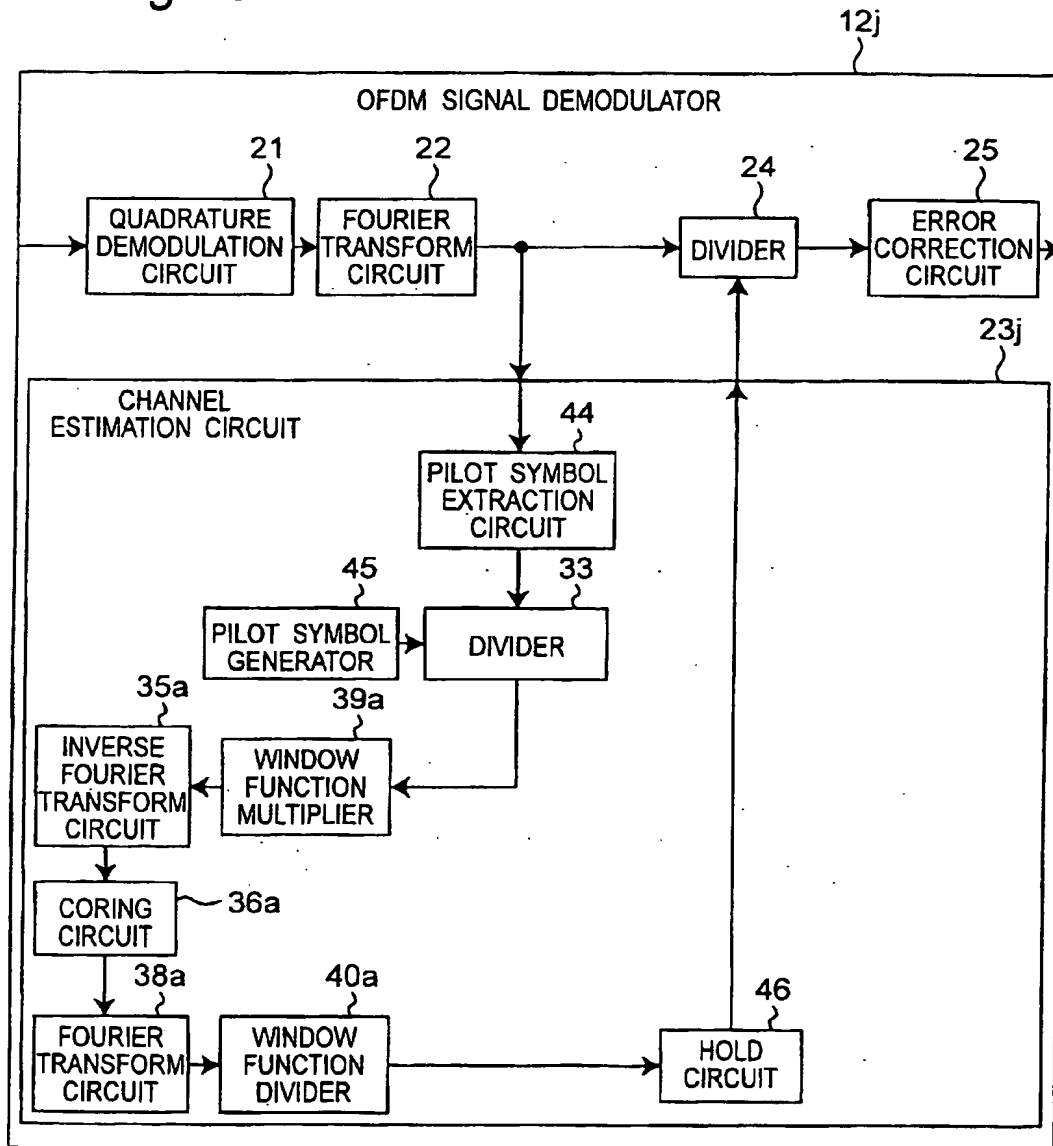 12j
OFDM SIGNAL DEMODULATOR
21
22
24
25
QUADRATURE
DEMODULATION
CIRCUIT
FOURIER
TRANSFORM
CIRCUIT
DIVIDER
ERROR
CORRECTION
CIRCUIT
23j
CHANNEL
ESTIMATION CIRCUIT
44
PILOT SYMBOL
EXTRACTION
CIRCUIT
45
33
PILOT SYMBOL
GENERATOR
DIVIDER
35a
39a
INVERSE
FOURIER
TRANSFORM
CIRCUIT
WINDOW
FUNCTION
MULTIPLIER
CORING
CIRCUIT
36a
38a
40a
46
FOURIER
TRANSFORM
CIRCUIT
WINDOW
FUNCTION
DIVIDER
HOLD
CIRCUIT